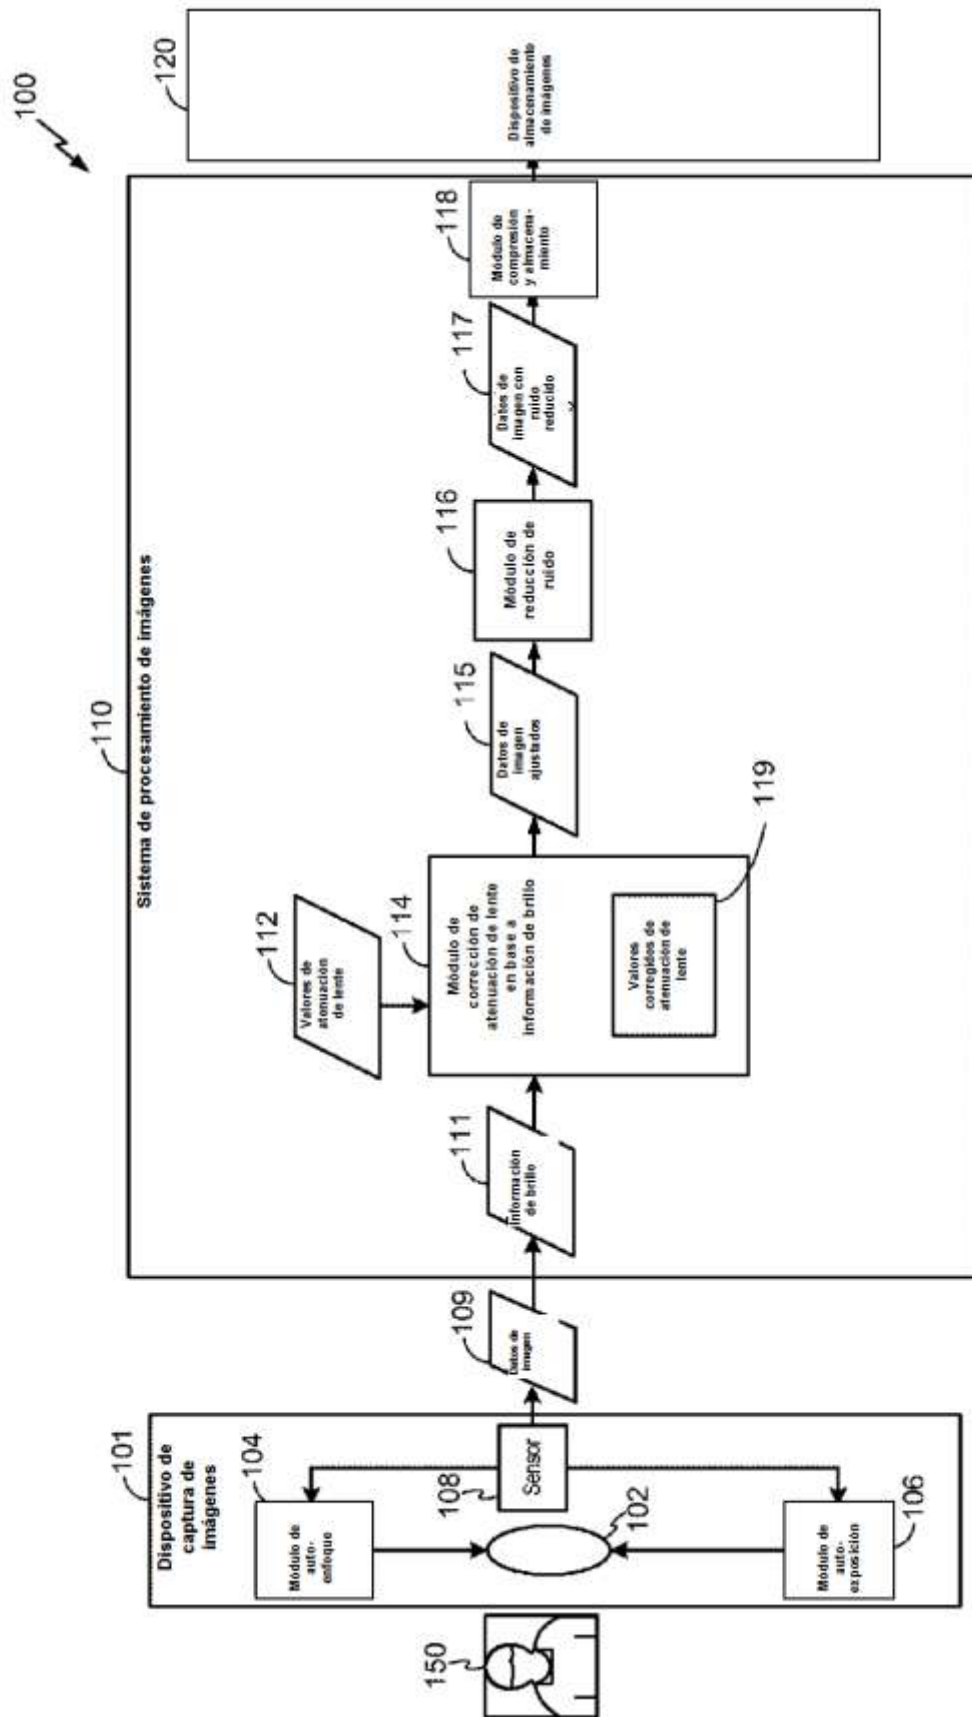 100
150
101
Dispositivo de
captura de
imágenes
104
Módulo de
auto-
enfoque
108
Sensor
102
106
Módulo de
auto-
exposición
109
Datos de
imagen
110
Sistema de procesamiento de imágenes
111
Información
de brillo
112
Valores de
atenuación
de lente
114
Módulo de
corrección de
atenuación de lente
en base a
información de brillo
119
Valores
corregidos de
atenuación de
lente
115
Datos de
imagen
ajustados
116
Módulo de
reducción de
ruido
117
Datos de
imagen con
ruido
reducido
118
Módulo de
compresión
y almacena-
miento
120
Dispositivo de
almacenamiento
de imágenes